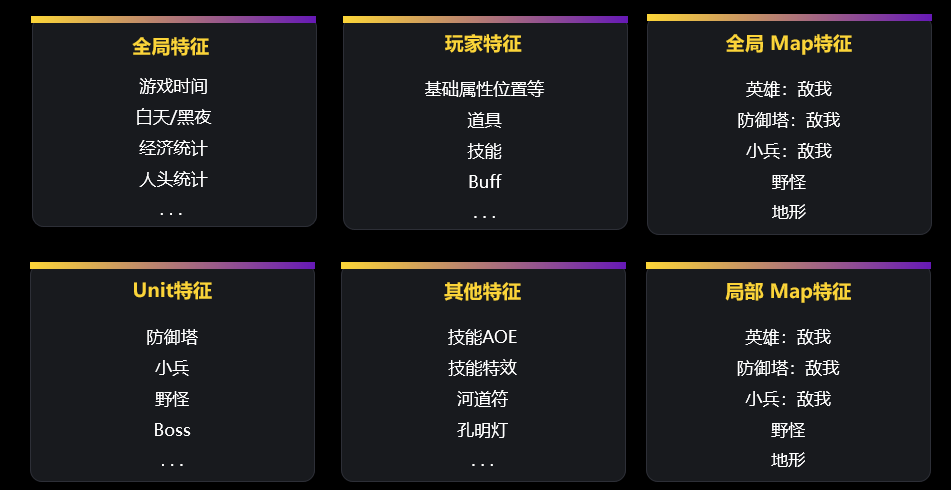 全局特征
游戏时间
白天/黑夜
经济统计
人头统计
...
玩家特征
基础属性位置等
道具
技能
Buff
...
全局 Map特征
英雄：敌我
防御塔：敌我
小兵：敌我
野怪
地形
Unit特征
防御塔
小兵
野怪
Boss
...
其他特征
技能AOE
技能特效
河道符
孔明灯
...
局部 Map特征
英雄：敌我
防御塔：敌我
小兵：敌我
野怪
地形